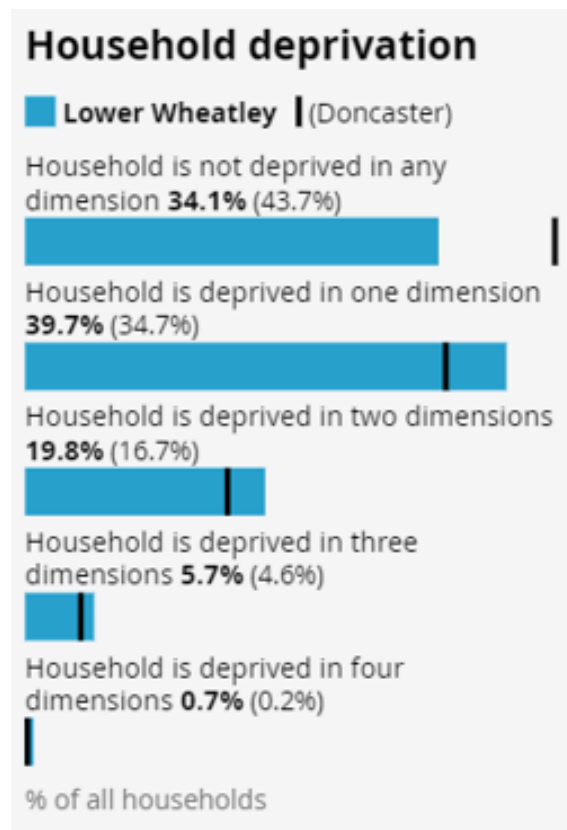 Household deprivation
Lower Wheatley (Doncaster)
Household is not deprived in any
dimension 34.1% (43.7%)
Household is deprived in one dimension
39.7% (34.7%)
Household is deprived in two dimensions
19.8% (16.7%)
Household is deprived in three
dimensions 5.7% (4.6%)
Household is deprived in four
dimensions 0.7% (0.2%)
% of all households